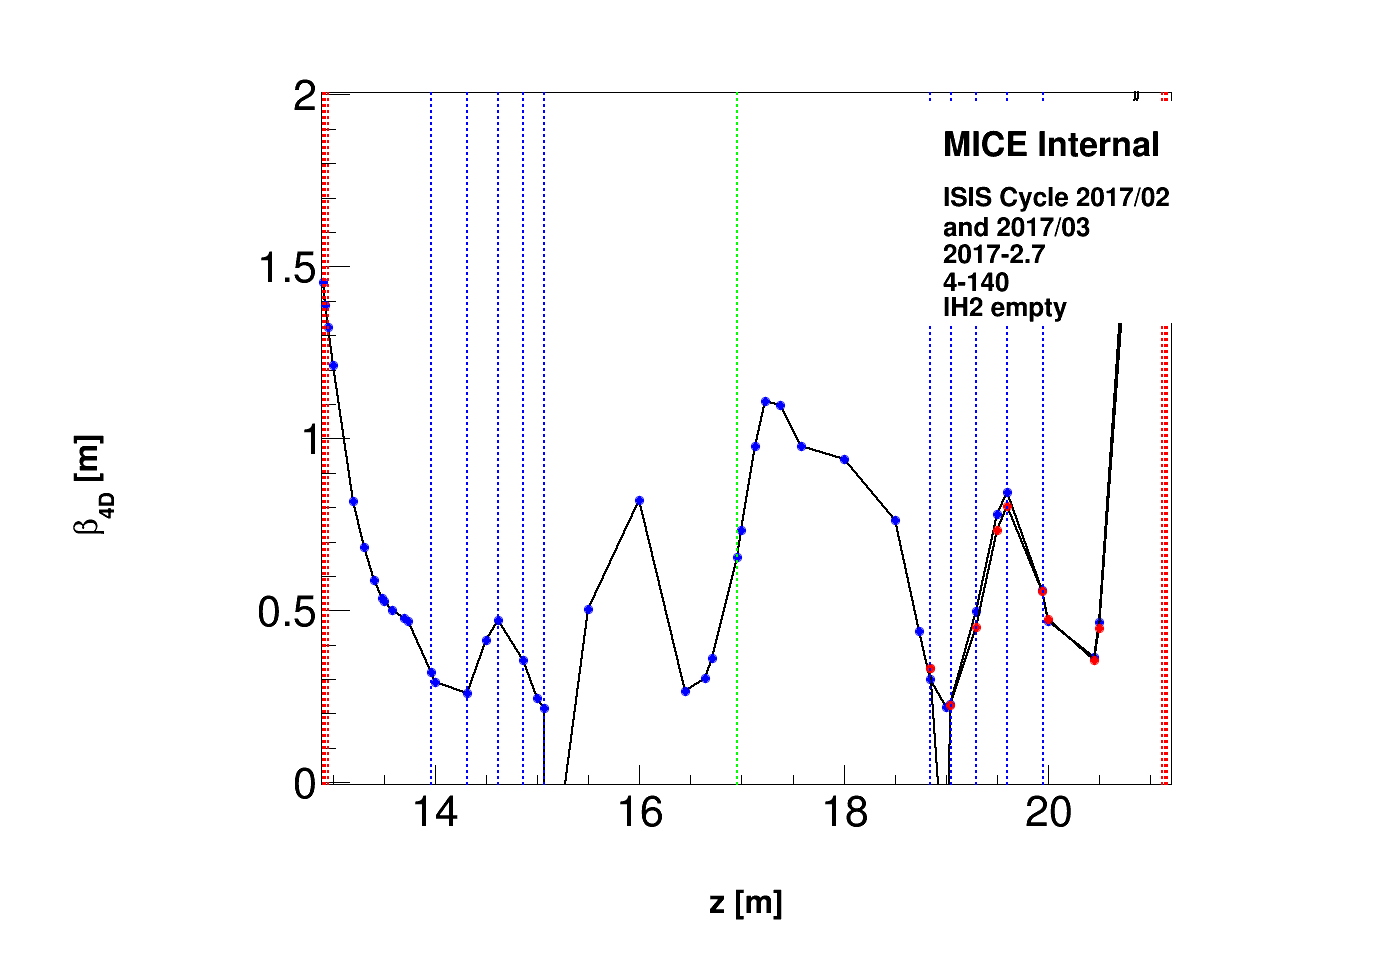 2
1.5
1
0.5
0
14 16 18 20
β4D [m]
z [m]
MICE Internal
ISIS Cycle 2017/02
and 2017/03
2017-2.7
4-140
lH2 empty